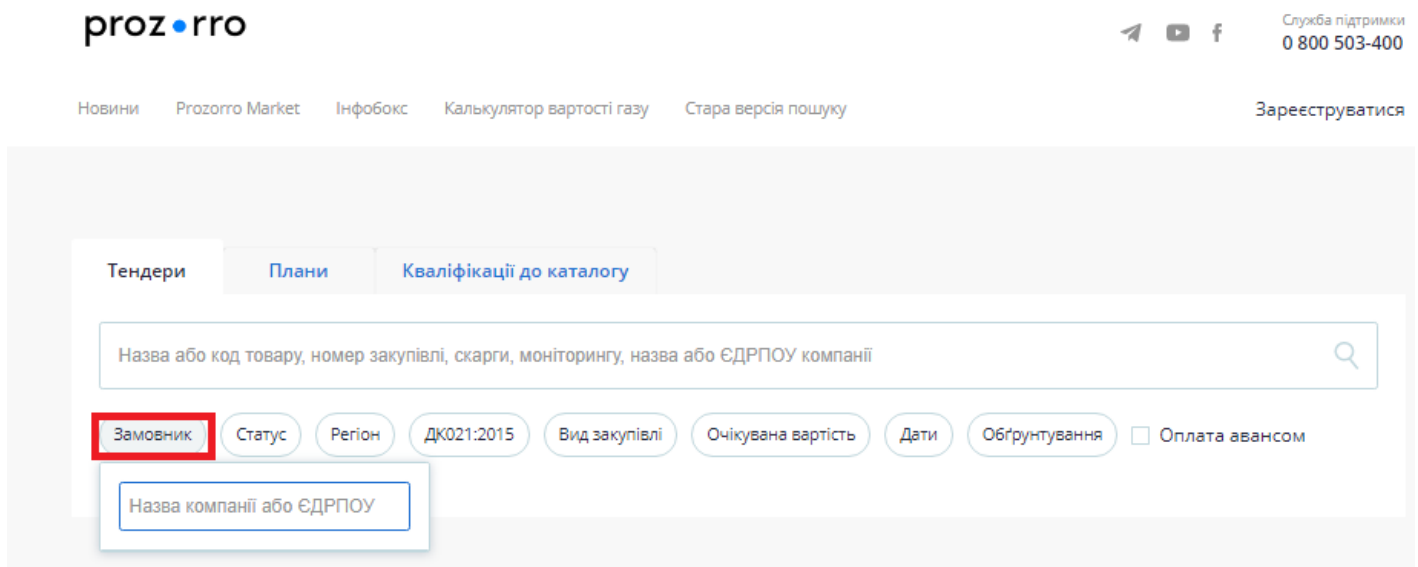 proz•rro
Служба підтримки
0 800 503-400
Новини Prozorro Market Інфобокс Калькулятор вартості газу Стара версія пошуку Зареєструватися
Тендери Плани Кваліфікації до каталогу
Назва або код товару, номер закупівлі, скарги, моніторингу, назва або ЄДРПОУ компанії
Замовник Статус Регіон ДК021:2015 Вид закупівлі Очікувана вартість Дати Обґрунтування Оплата авансом
Назва компанії або ЄДРПОУ